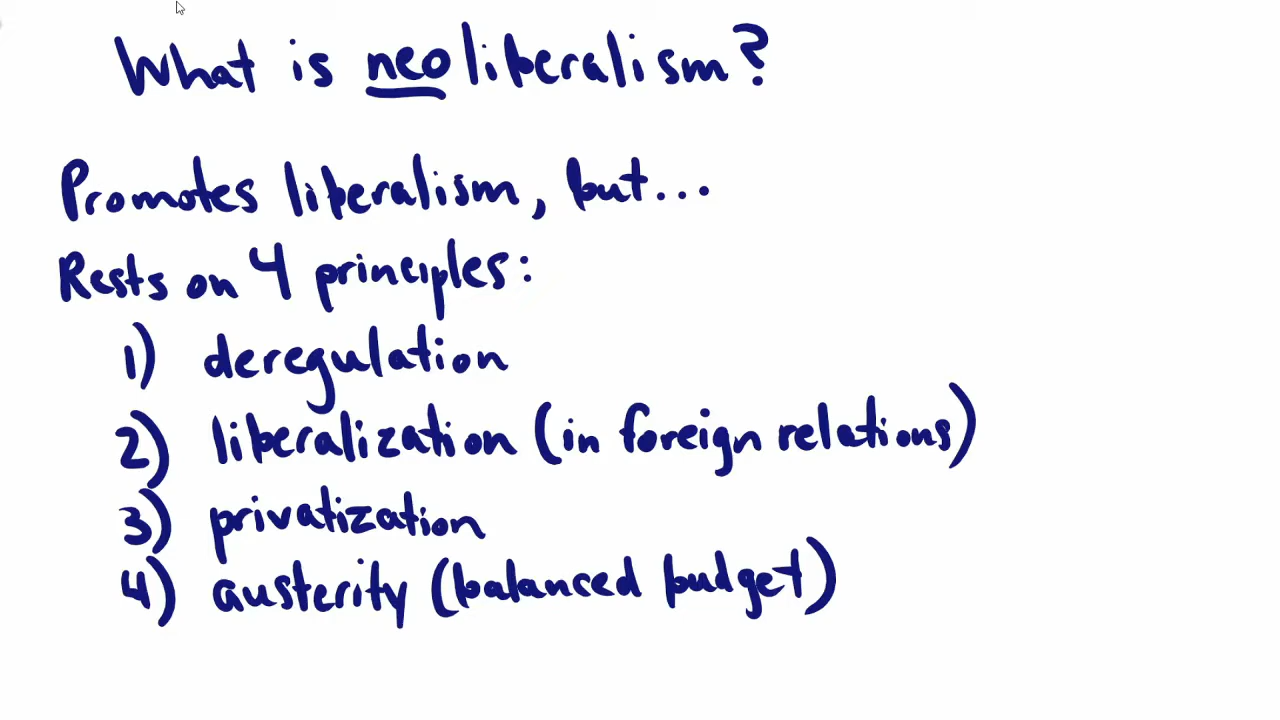 What is neoliberalism?
Promotes liberalism, but...
Rests on 4 principles:
1) deregulation
2) liberalization (in foreign relations)
3) privatization
4) austerity (balanced budget)